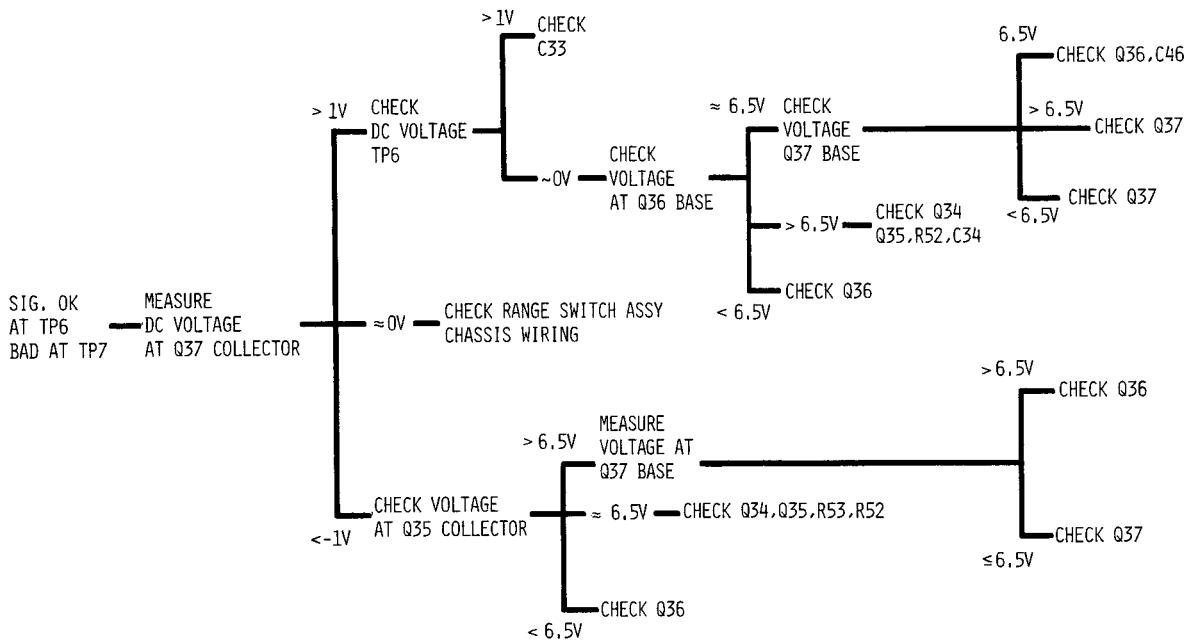 SIG. OK
AT TP6
BAD AT TP7
MEASURE
DC VOLTAGE
AT Q37 COLLECTOR
> 1V
CHECK
DC VOLTAGE
TP6
>1V
CHECK
C33
~0V
CHECK
VOLTAGE
AT Q36 BASE
≈ 6.5V
CHECK
VOLTAGE
Q37 BASE
6.5V
CHECK Q36,C46
> 6.5V
CHECK Q37
< 6.5V
CHECK Q37
> 6.5V
CHECK Q34
Q35,R52,C34
< 6.5V
CHECK Q36
≈ 0V
CHECK RANGE SWITCH ASSY
CHASSIS WIRING
<-1V
CHECK VOLTAGE
AT Q35 COLLECTOR
> 6.5V
MEASURE
VOLTAGE AT
Q37 BASE
> 6.5V
CHECK Q36
≤ 6.5V
CHECK Q37
≈ 6.5V
CHECK Q34,Q35,R53,R52
< 6.5V
CHECK Q36